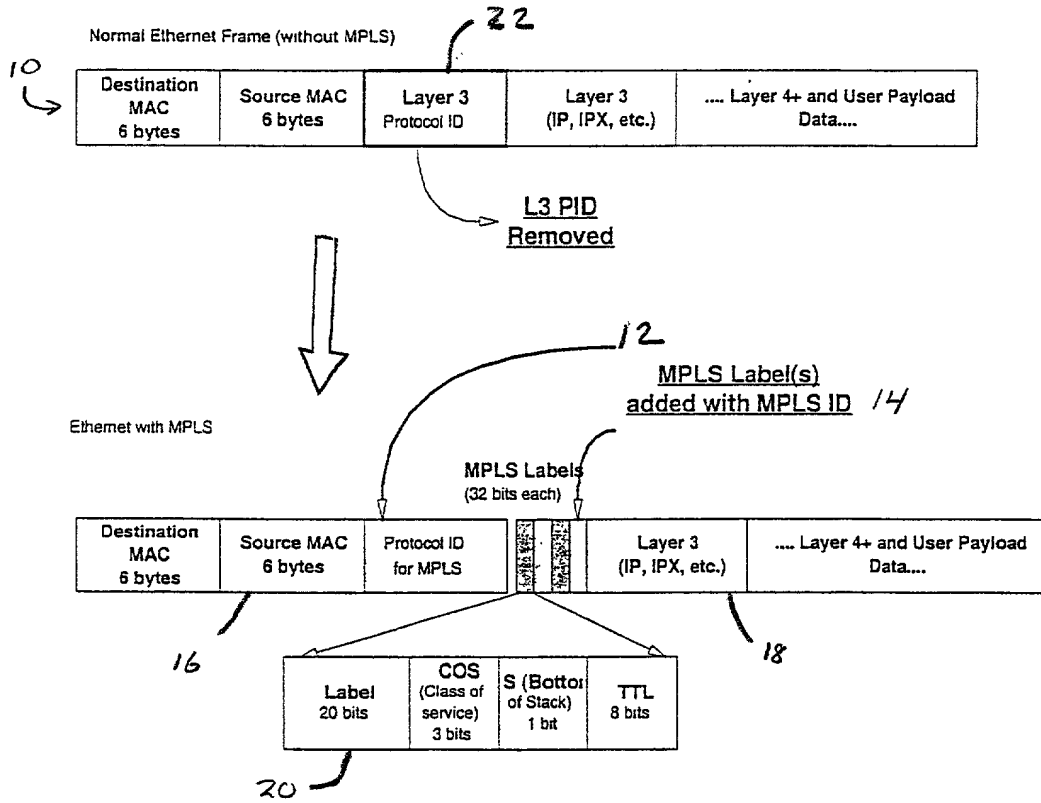 22
Normal Ethernet Frame (without MPLS)
10
Destination
MAC
6 bytes
Source MAC
6 bytes
Layer 3
Protocol ID
Layer 3
(IP, IPX, etc.)
.... Layer 4+ and User Payload
Data....
L3 PID
Removed
12
MPLS Label(s)
added with MPLS ID 14
Ethernet with MPLS
MPLS Labels
(32 bits each)
Destination
MAC
6 bytes
Source MAC
6 bytes
Protocol ID
for MPLS
Layer 3
(IP, IPX, etc.)
.... Layer 4+ and User Payload
Data....
16
18
Label
20 bits
COS
(Class of
service)
3 bits
S (Bottor
of Stack)
1 bit
TTL
8 bits
20